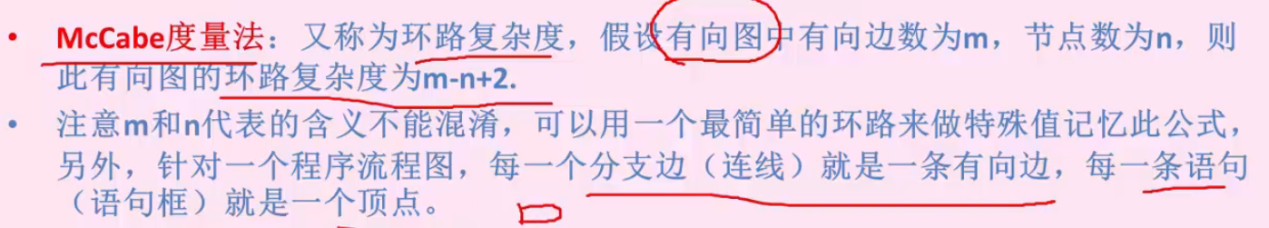 • McCabe度量法：又称为环路复杂度，假设有向图中有向边数为m，节点数为n，则
此有向图的环路复杂度为m-n+2.
• 注意m和n代表的含义不能混淆，可以用一个最简单的环路来做特殊值记忆此公式，
另外，针对一个程序流程图，每一个分支边（连线）就是一条有向边，每一条语句
（语句框）就是一个顶点。